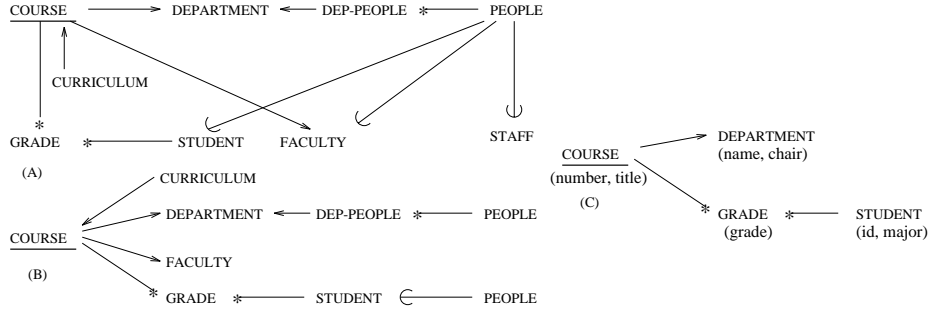 COURSE DEPARTMENT DEP-PEOPLE * PEOPLE
CURRICULUM
* 
GRADE * STUDENT FACULTY STAFF
(A)
CURRICULUM
DEPARTMENT DEP-PEOPLE * PEOPLE
COURSE
FACULTY
(B)
* GRADE * STUDENT PEOPLE
DEPARTMENT
(name, chair)
COURSE
(number, title)
(C)
* GRADE * STUDENT
(grade) (id, major)